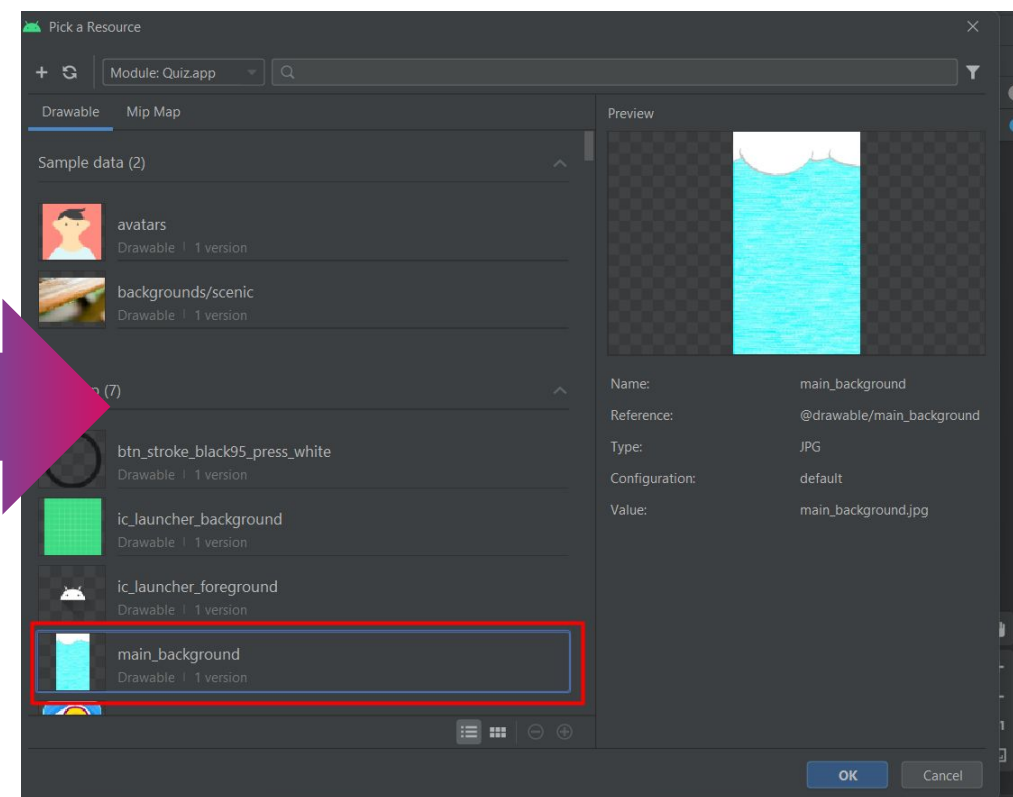 Pick a Resource
Module: Quiz.app
Drawable Mip Map
Sample data (2)
avatars
Drawable | 1 version
backgrounds/scenic
Drawable | 1 version
(7)
btn_stroke_black95_press_white
Drawable | 1 version
ic_launcher_background
Drawable | 1 version
ic_launcher_foreground
Drawable | 1 version
main_background
Drawable | 1 version
Preview
Name: main_background
Reference: @drawable/main_background
Type: JPG
Configuration: default
Value: main_background.jpg
OK Cancel